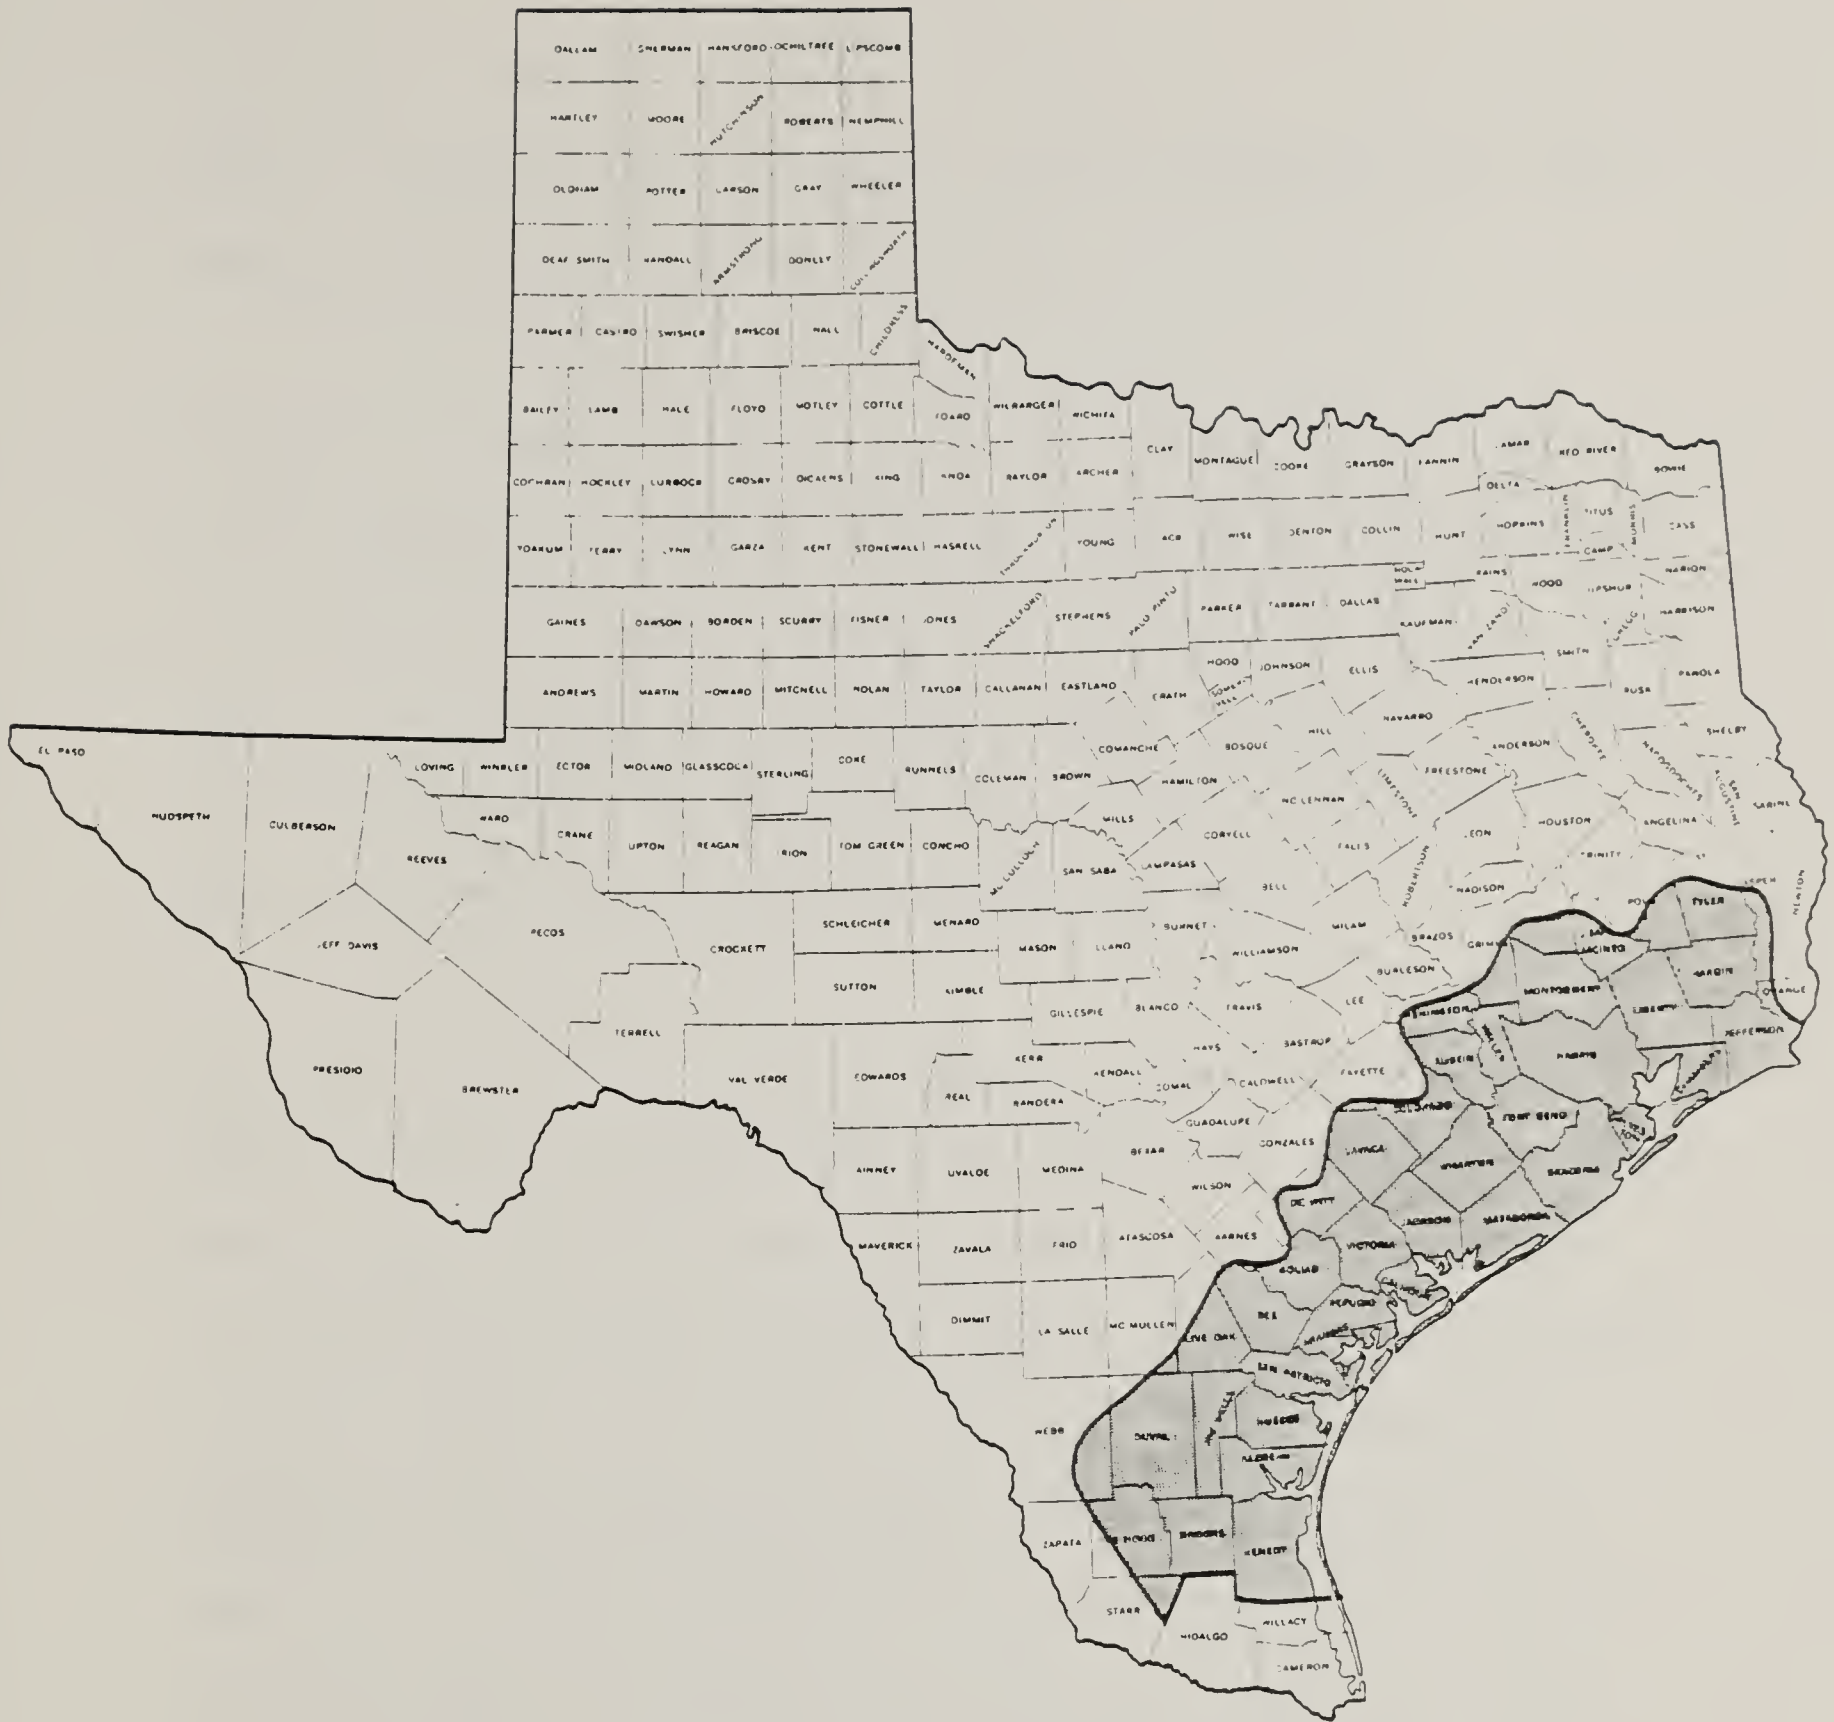 DALLAM SHERMAN HANSFORD OCHILTREE LIPSCOMB
HARTLEY MOORE HUTCHINSON ROBERTS HEMPHILL
OLDHAM POTTER CARSON GRAY WHEELER
DEAF SMITH RANDALL ARMSTRONG DONLEY COLLINGSWORTH
PARMER CASTRO SWISHER BRISCOE HALL CHILDRESS
HARDEMAN
BAILEY LAMB HALE FLOYD MOTLEY COTTLE FOARD WILBARGER WICHITA
CLAY MONTAGUE COOKE GRAYSON FANNIN LAMAR RED RIVER BOWIE
COCHRAN HOCKLEY LUBBOCK CROSBY DICKENS KING KNOX BAYLOR ARCHER
DELTA
YOAKUM TERRY LYNN GARZA KENT STONEWALL HASKELL THROCKMORTON YOUNG JACK WISE DENTON COLLIN HUNT HOPKINS FRANKLIN TITUS MORRIS CASS
CAMP
RAINS WOOD UPSHUR MARION
GAINES DAWSON BORDEN SCURRY FISHER JONES SHACKELFORD STEPHENS PALO PINTO PARKER TARRANT DALLAS KAUFMAN VAN ZANDT GREGG HARRISON
SMITH
ANDREWS MARTIN HOWARD MITCHELL NOLAN TAYLOR CALLAHAN EASTLAND ERATH HOOD JOHNSON ELLIS HENDERSON RUSK PANOLA
SOMER-
VELL
NAVARRO
EL PASO
LOVING WINKLER ECTOR MIDLAND GLASSCOCK STERLING COKE RUNNELS COLEMAN BROWN COMANCHE BOSQUE HILL ANDERSON CHEROKEE NACOGDOCHES SHELBY
HAMILTON FREESTONE LIMESTONE
SAN
AUGUSTINE
SABINE
HUDSPETH CULBERSON REEVES WARD CRANE UPTON REAGAN IRION TOM GREEN CONCHO MC CULLOCH SAN SABA MILLS LAMPASAS CORYELL MC LENNAN FALLS LEON HOUSTON ANGELINA
TRINITY
BELL ROBERTSON MADISON POLK TYLER JASPER NEWTON
JEFF DAVIS PECOS CROCKETT SCHLEICHER MENARD MASON LLANO BURNET WILLIAMSON MILAM BRAZOS GRIMES
SAN
JACINTO
SUTTON KIMBLE BURLESON MONTGOMERY LIBERTY HARDIN ORANGE
GILLESPIE BLANCO TRAVIS LEE WASHINGTON JEFFERSON
PRESIDIO BREWSTER TERRELL VAL VERDE EDWARDS KERR KENDALL HAYS BASTROP AUSTIN WALLER HARRIS CHAMBERS
REAL BANDERA COMAL CALDWELL FAYETTE COLORADO FORT BEND
GUADALUPE GONZALES LAVACA WHARTON BRAZORIA
KINNEY UVALDE MEDINA BEXAR WILSON DE WITT JACKSON MATAGORDA
MAVERICK ZAVALA FRIO ATASCOSA KARNES VICTORIA
GOLIAD CALHOUN
DIMMIT LA SALLE MC MULLEN LIVE OAK BEE REFUGIO
ARANSAS
SAN PATRICIO
WEBB DUVAL JIM WELLS NUECES
KLEBERG
ZAPATA HOGG BROOKS KENEDY
STARR HIDALGO WILLACY
CAMERON